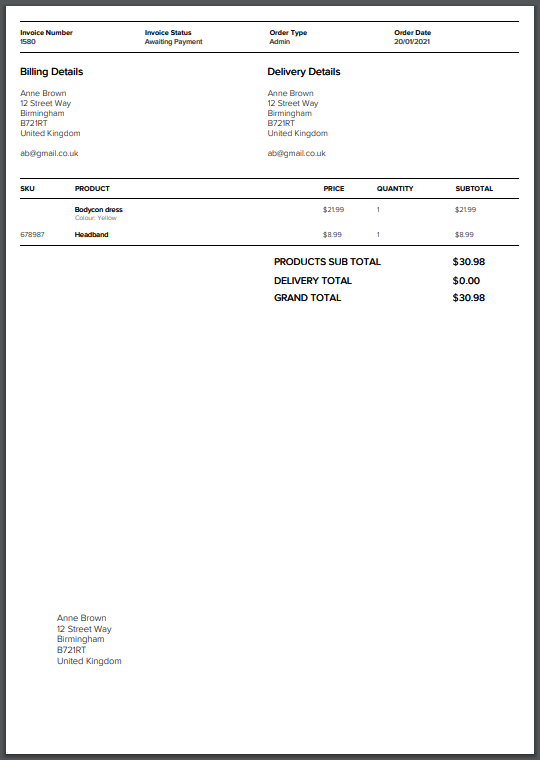 Invoice Number Invoice Status Order Type Order Date
1580 Awaiting Payment Admin 20/01/2021
Billing Details Delivery Details
Anne Brown Anne Brown
12 Street Way 12 Street Way
Birmingham Birmingham
B721RT B721RT
United Kingdom United Kingdom
ab@gmail.co.uk ab@gmail.co.uk
SKU PRODUCT PRICE QUANTITY SUBTOTAL
Bodycon dress $21.99 1 $21.99
Colour: Yellow
678987 Headband $8.99 1 $8.99
PRODUCTS SUB TOTAL $30.98
DELIVERY TOTAL $0.00
GRAND TOTAL $30.98
Anne Brown
12 Street Way
Birmingham
B721RT
United Kingdom